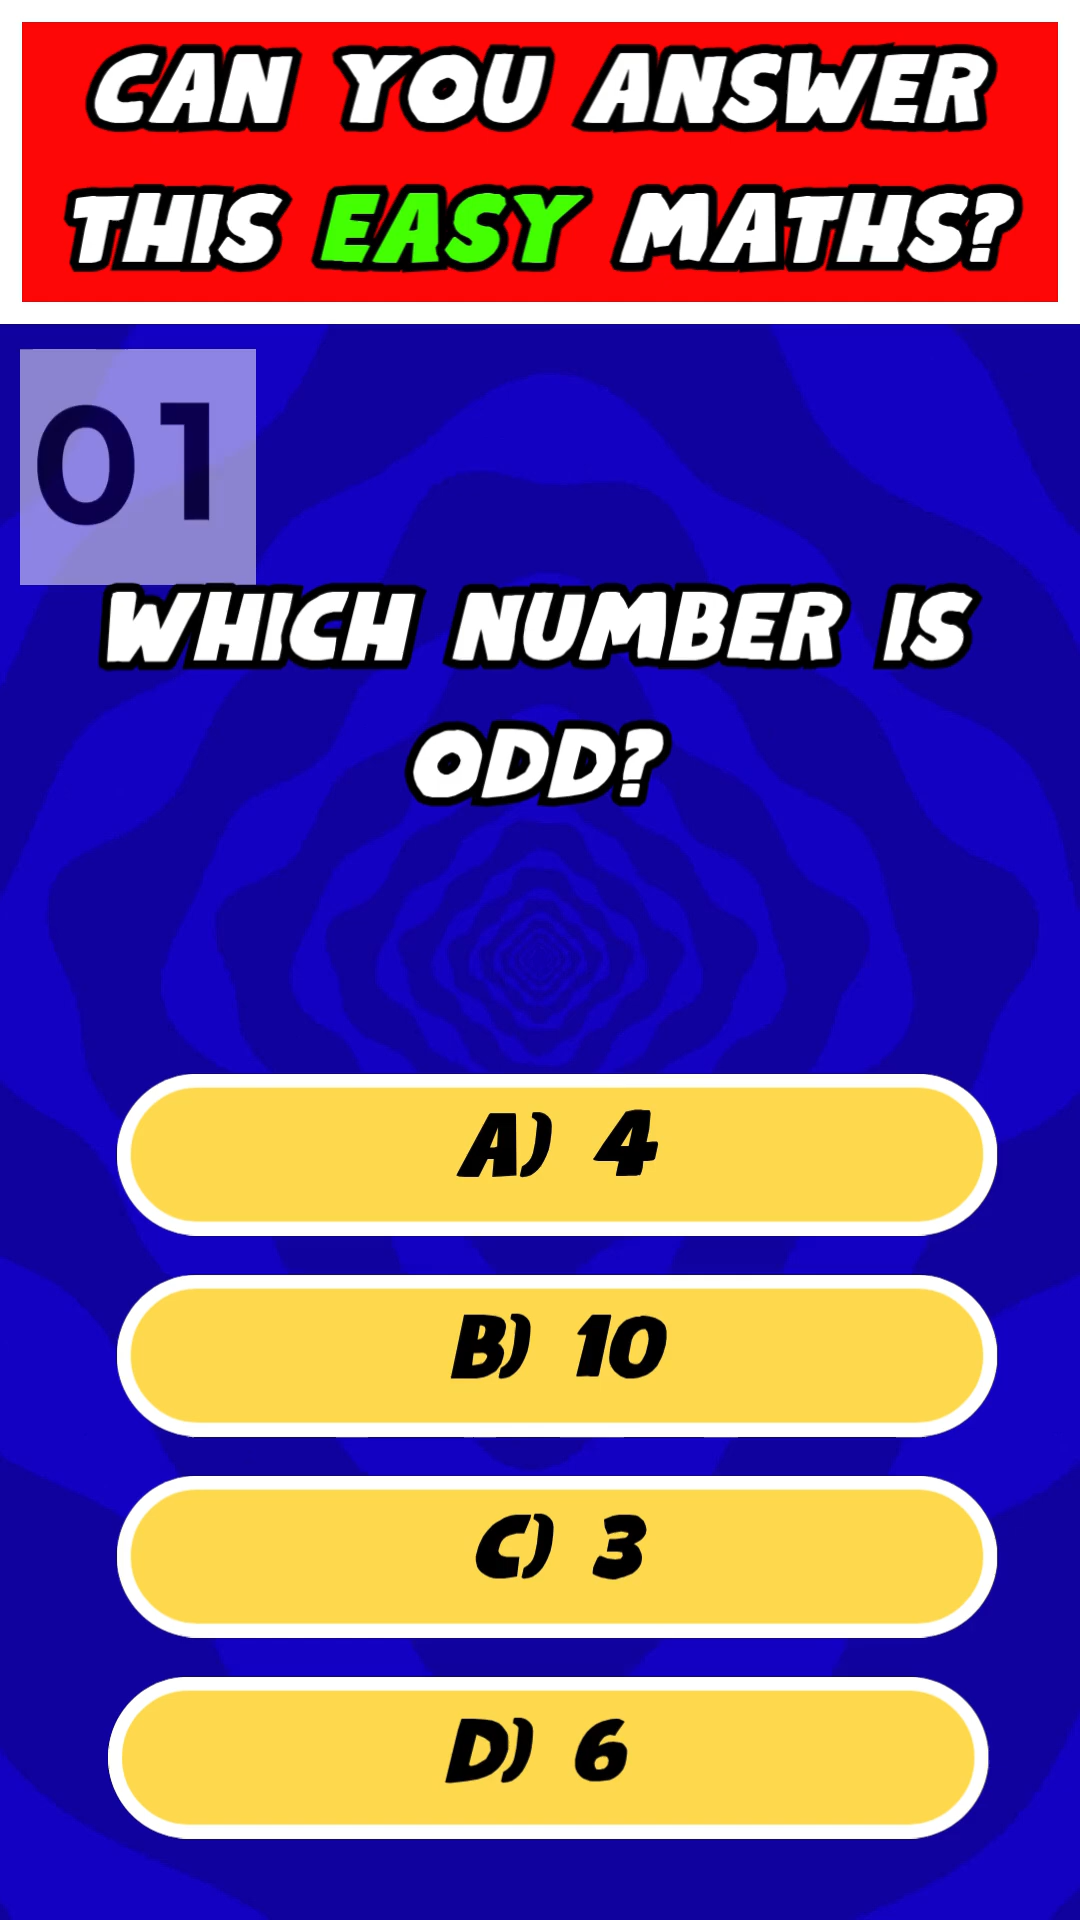 CAN YOU ANSWER
THIS EASY MATHS?
01
WHICH NUMBER IS
ODD?
A) 4
B) 10
C) 3
D) 6